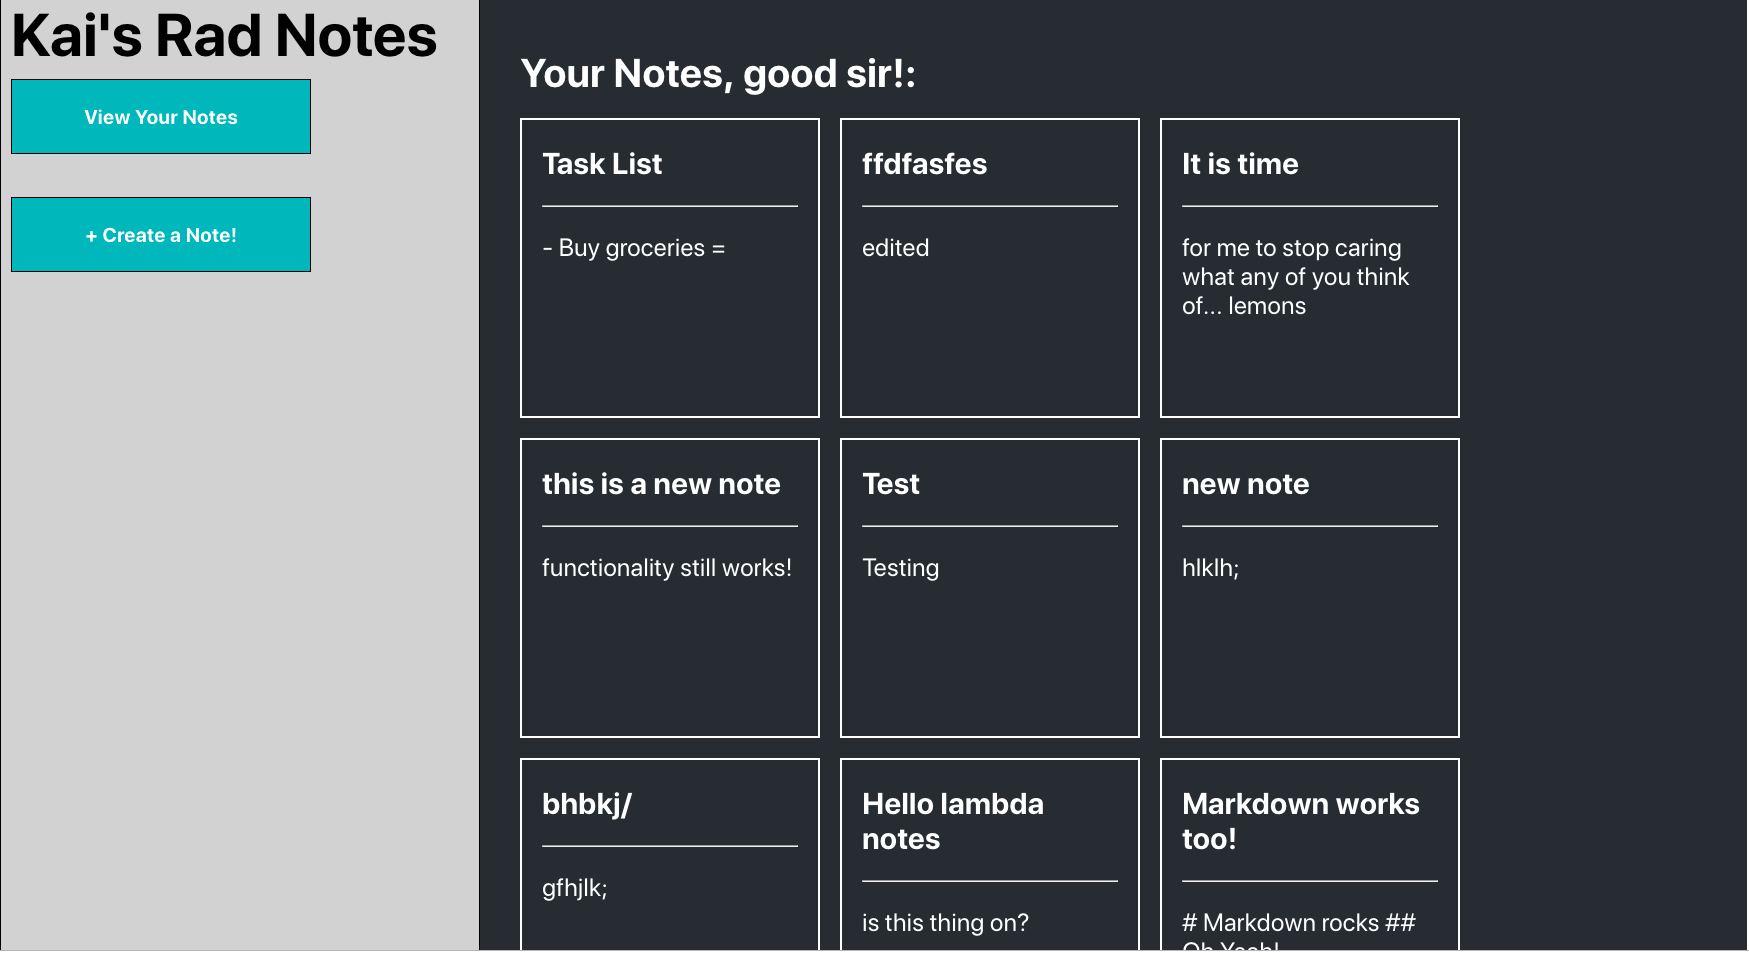 Kai's Rad Notes
View Your Notes
+ Create a Note!
Your Notes, good sir!:
Task List
- Buy groceries =
ffdfasfes
edited
It is time
for me to stop caring
what any of you think
of... lemons
this is a new note
functionality still works!
Test
Testing
new note
hlklh;
bhbkj/
gfhjlk;
Hello lambda
notes
is this thing on?
Markdown works
too!
# Markdown rocks ##
Oh Yeah!